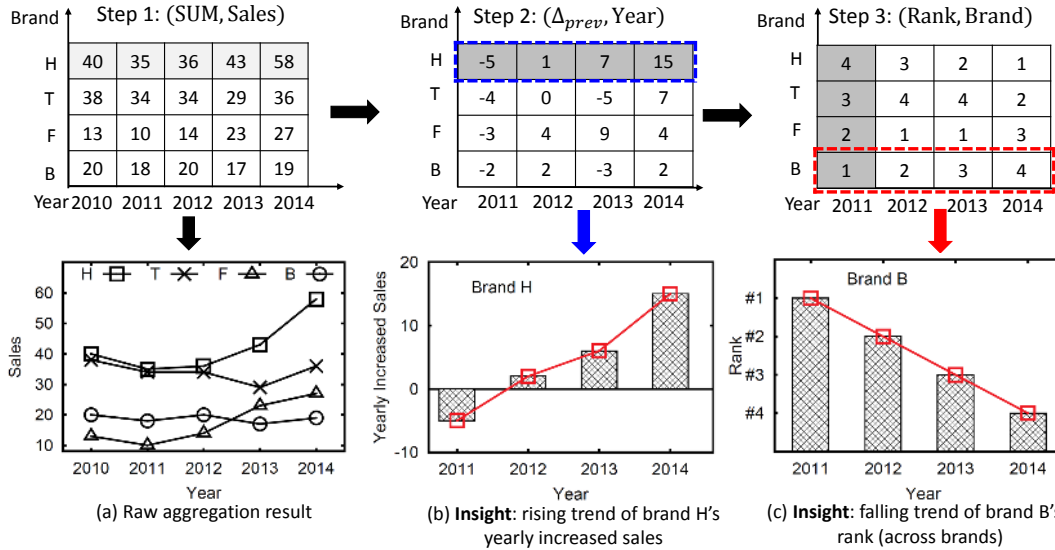 Brand Step 1: (SUM, Sales)
H 40 35 36 43 58
T 38 34 34 29 36
F 13 10 14 23 27
B 20 18 20 17 19
Year 2010 2011 2012 2013 2014
Brand Step 2: (Δprev, Year)
H -5 1 7 15
T -4 0 -5 7
F -3 4 9 4
B -2 2 -3 2
Year 2011 2012 2013 2014
Brand Step 3: (Rank, Brand)
H 4 3 2 1
T 3 4 4 2
F 2 1 1 3
B 1 2 3 4
Year 2011 2012 2013 2014
H T F B
Sales
60
50
40
30
20
10
2010 2011 2012 2013 2014
Year
(a) Raw aggregation result
Brand H
Yearly Increased Sales
20
10
0
-10
2011 2012 2013 2014
Year
(b) Insight: rising trend of brand H's
yearly increased sales
Brand B
Rank
#1
#2
#3
#4
2011 2012 2013 2014
Year
(c) Insight: falling trend of brand B's
rank (across brands)